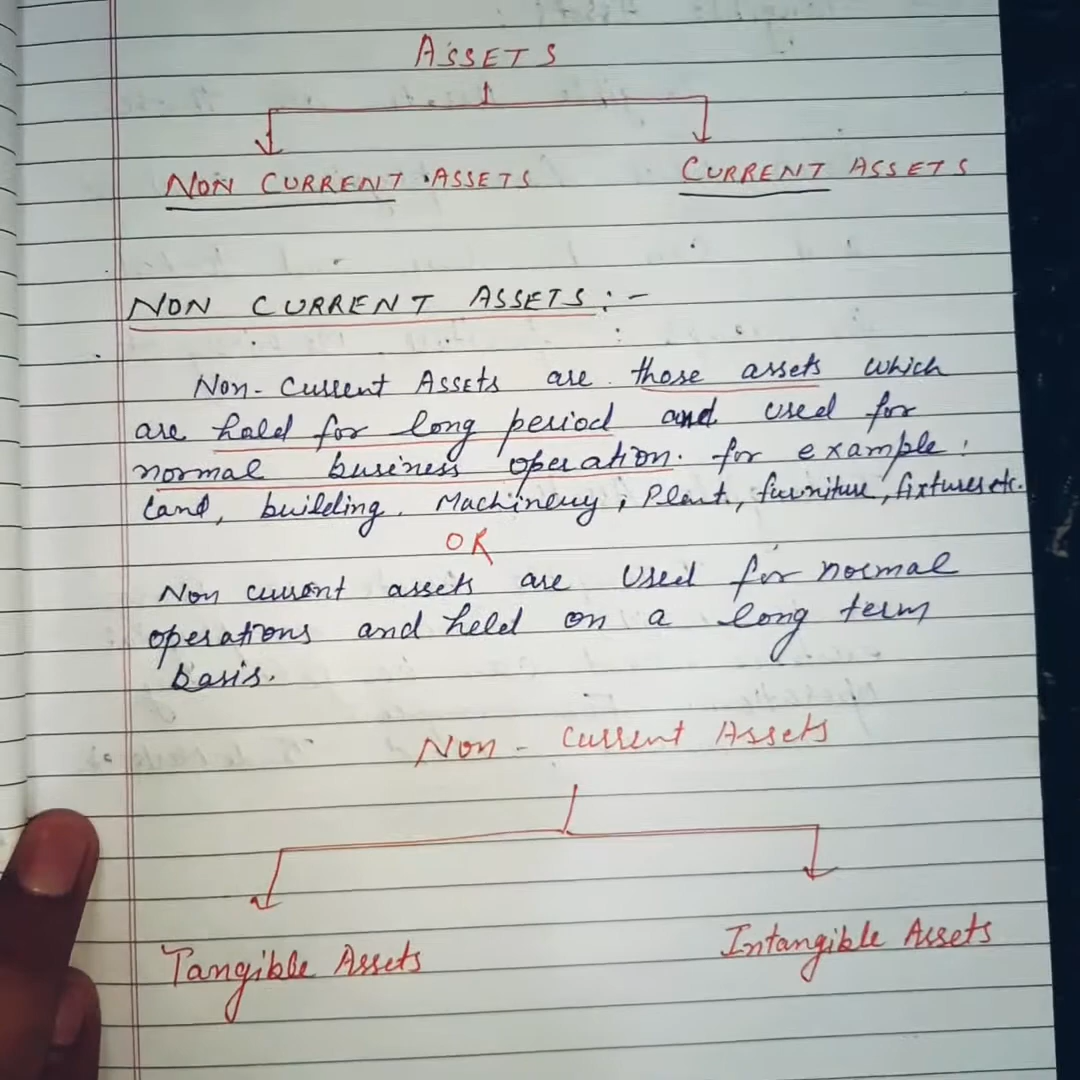 ASSETS
NON CURRENT ASSETS CURRENT ASSETS
NON CURRENT ASSETS :-
Non-Current Assets are those assets which
are hold for long period and used for
normal business operation. for example :
land, building. Machinery, Plant, furniture, fixtures etc.
OR
Non current assets are Used for normal
operations and held on a long term
basis.
Non-Current Assets
Tangible Assets Intangible Assets